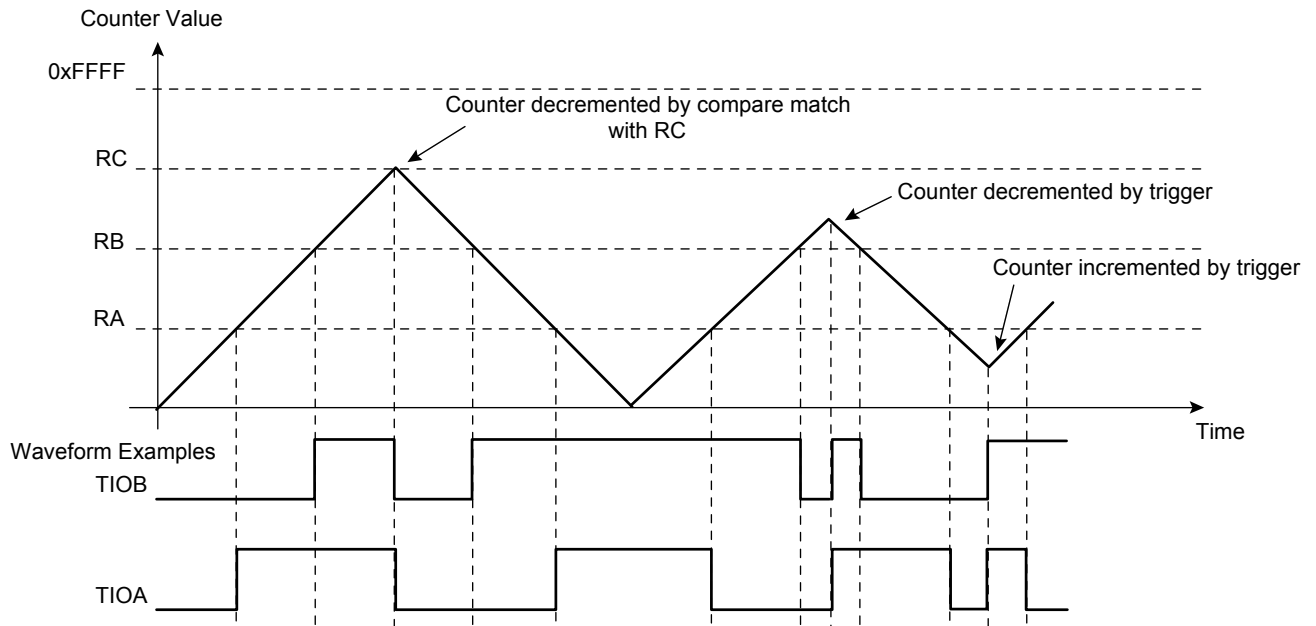 Counter Value
0xFFFF
Counter decremented by compare match
with RC
RC
Counter decremented by trigger
RB
Counter incremented by trigger
RA
Time
Waveform Examples
TIOB
TIOA